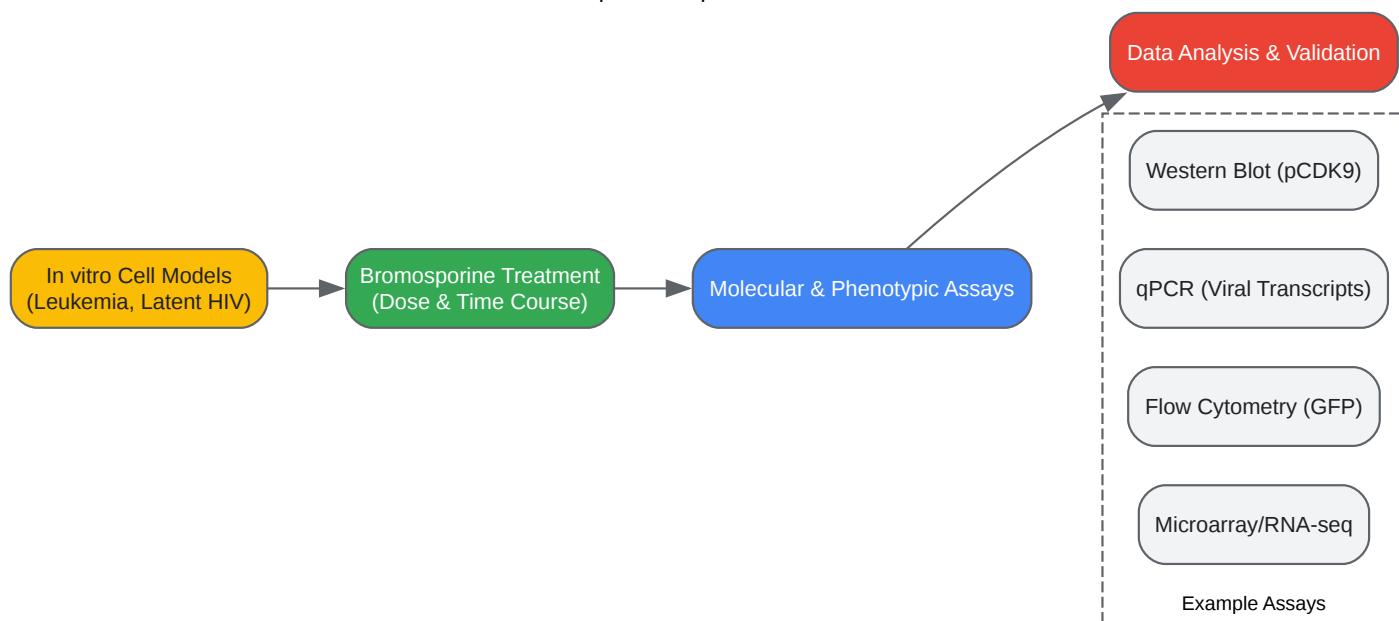 Data Analysis & Validation
Western Blot (pCDK9)
In vitro Cell Models
(Leukemia, Latent HIV)
Bromosporine Treatment
(Dose & Time Course)
Molecular & Phenotypic Assays
qPCR (Viral Transcripts)
Flow Cytometry (GFP)
Microarray/RNA-seq
Example Assays